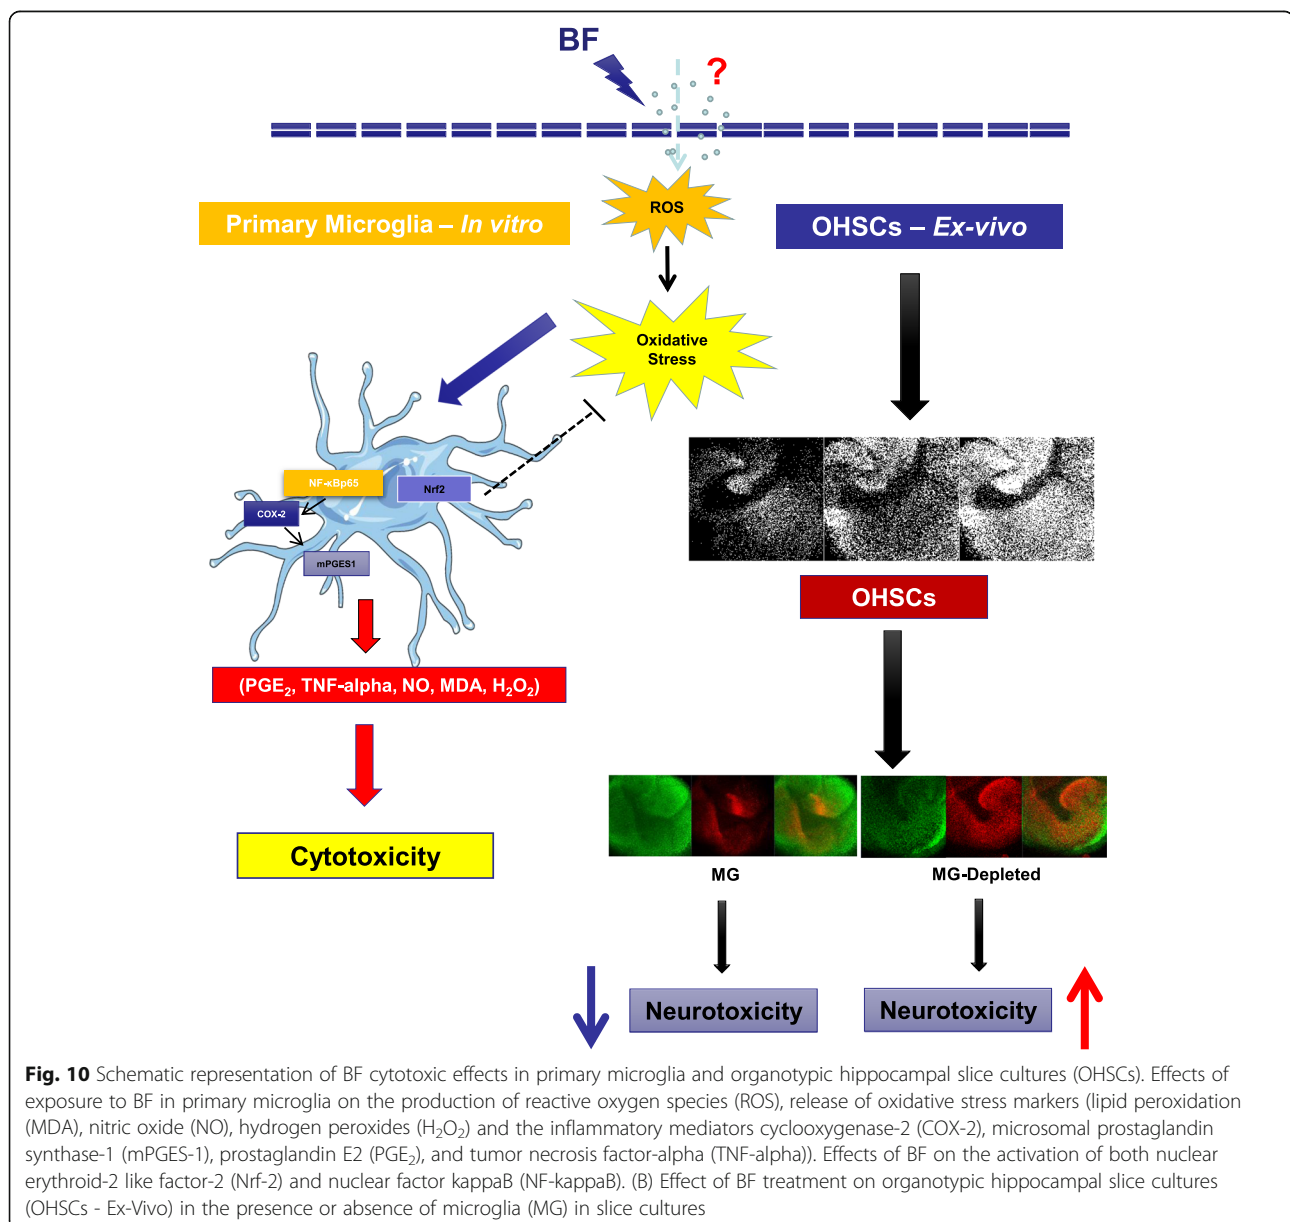 BF
?
ROS
Primary Microglia – In vitro
OHSCs – Ex-vivo
Oxidative
Stress
NF-κBp65
Nrf2
COX-2
mPGES1
OHSCs
(PGE₂, TNF-alpha, NO, MDA, H₂O₂)
Cytotoxicity
MG
MG-Depleted
Neurotoxicity
Neurotoxicity
Fig. 10 Schematic representation of BF cytotoxic effects in primary microglia and organotypic hippocampal slice cultures (OHSCs). Effects of
exposure to BF in primary microglia on the production of reactive oxygen species (ROS), release of oxidative stress markers (lipid peroxidation
(MDA), nitric oxide (NO), hydrogen peroxides (H₂O₂) and the inflammatory mediators cyclooxygenase-2 (COX-2), microsomal prostaglandin
synthase-1 (mPGES-1), prostaglandin E2 (PGE₂), and tumor necrosis factor-alpha (TNF-alpha)). Effects of BF on the activation of both nuclear
erythroid-2 like factor-2 (Nrf-2) and nuclear factor kappaB (NF-kappaB). (B) Effect of BF treatment on organotypic hippocampal slice cultures
(OHSCs - Ex-Vivo) in the presence or absence of microglia (MG) in slice cultures